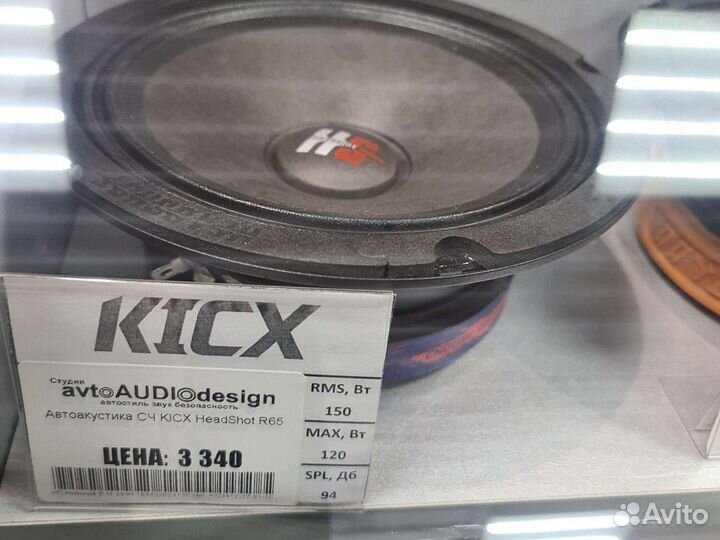 HS
KICX
Студия
avtoAUDIOdesign
автостиль звук безопасность
Автоакустика СЧ KICX HeadShot R65
ЦЕНА: 3 340
RMS, Вт
150
MAX, Вт
120
SPL, Дб
94
Avito